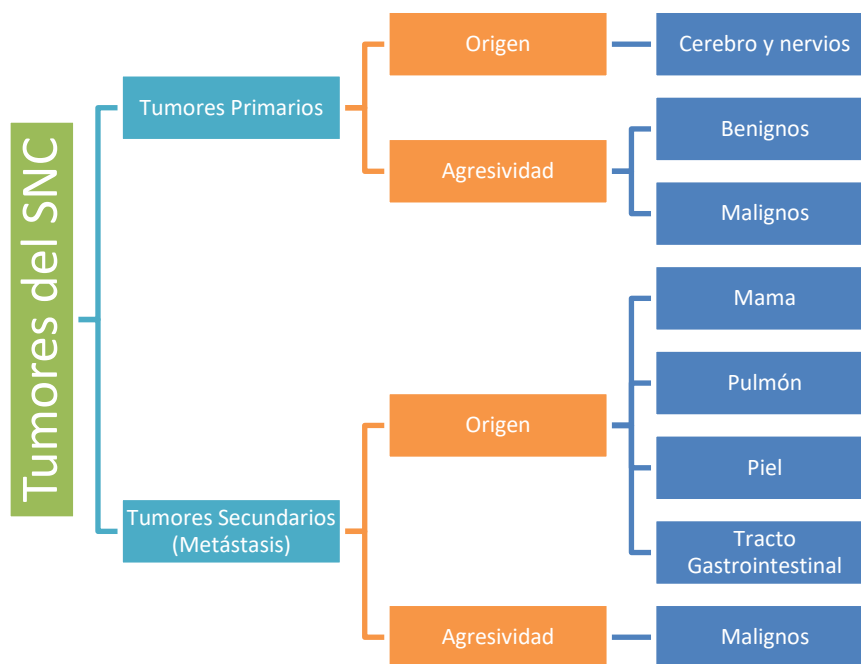 Tumores del SNC
Tumores Primarios
Origen
Cerebro y nervios
Agresividad
Benignos
Malignos
Tumores Secundarios
(Metástasis)
Origen
Mama
Pulmón
Piel
Tracto
Gastrointestinal
Agresividad
Malignos